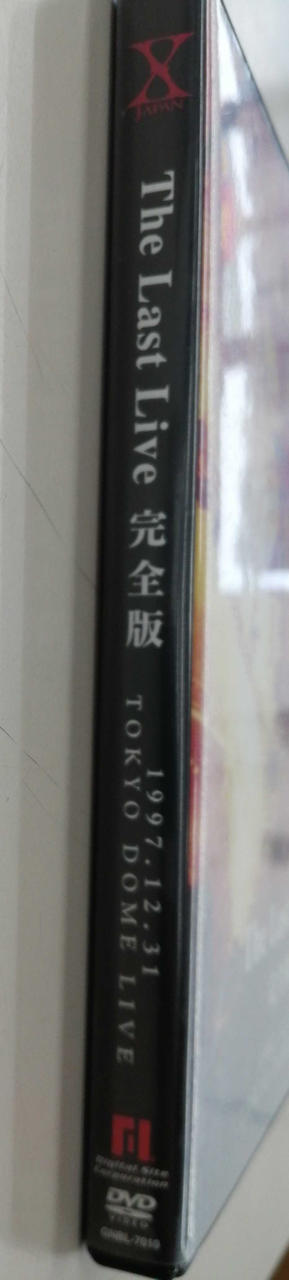 X
JAPAN
The Last Live 完全版
1997.12.31
TOKYO DOME LIVE
Digital Site
Corporation
DVD
VIDEO